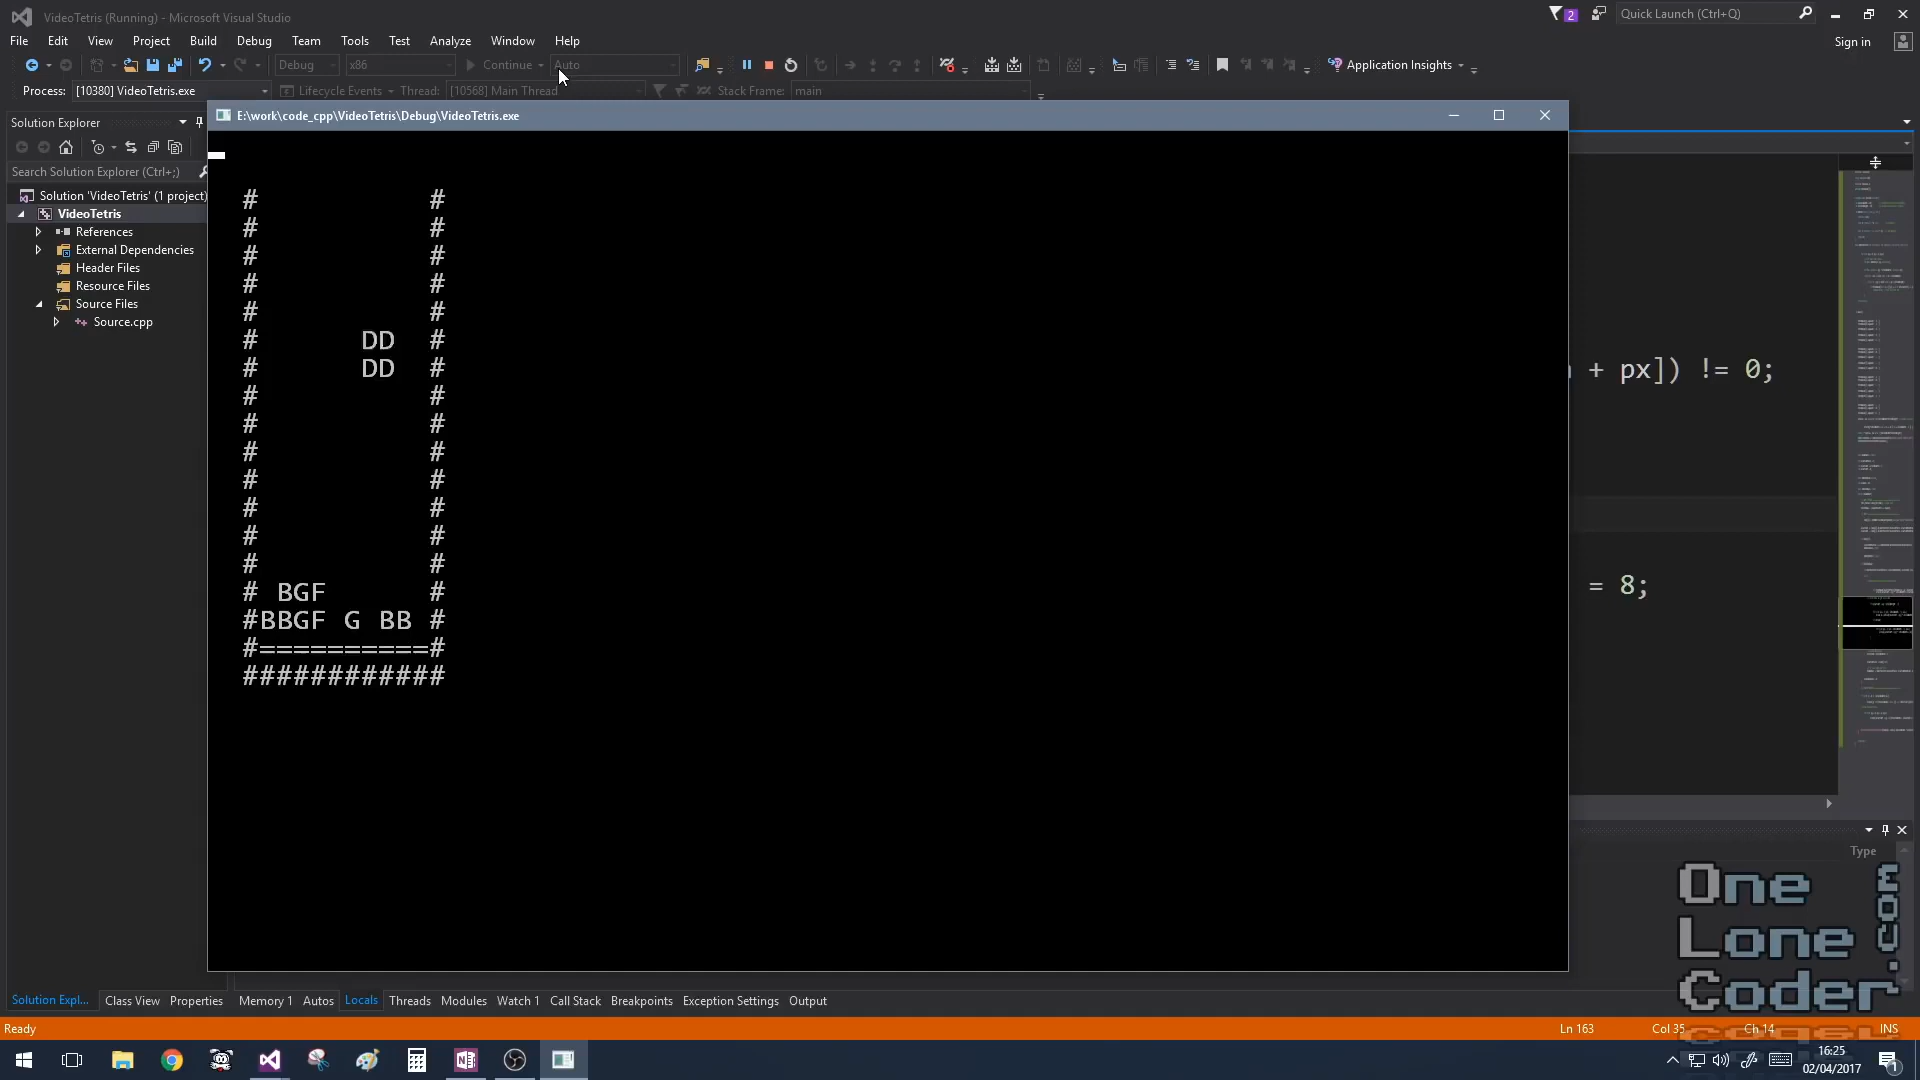 VideoTetris (Running) - Microsoft Visual Studio
2
Quick Launch (Ctrl+Q)
File Edit View Project Build Debug Team Tools Test Analyze Window Help
Sign in
Debug x86 Continue Auto Application Insights
Process: [10380] VideoTetris.exe Lifecycle Events Thread: [10568] Main Thread Stack Frame: main
E:\work\code_cpp\VideoTetris\Debug\VideoTetris.exe
Solution Explorer
Search Solution Explorer (Ctrl+;)
Solution 'VideoTetris' (1 project)
VideoTetris
References
External Dependencies
Header Files
Resource Files
Source Files
Source.cpp
# #
# #
# #
# #
# #
# DD #
# DD #
# #
# #
# #
# #
# #
# #
# #
# BGF #
#BBGF G BB #
#==========#
############
+ px]) != 0;
= 8;
Type
One
Lone
Coder
.com
Solution Expl... Class View Properties Memory 1 Autos Locals Threads Modules Watch 1 Call Stack Breakpoints Exception Settings Output
Ready Ln 163 Col 35 Ch 14 INS
16:25
02/04/2017
1